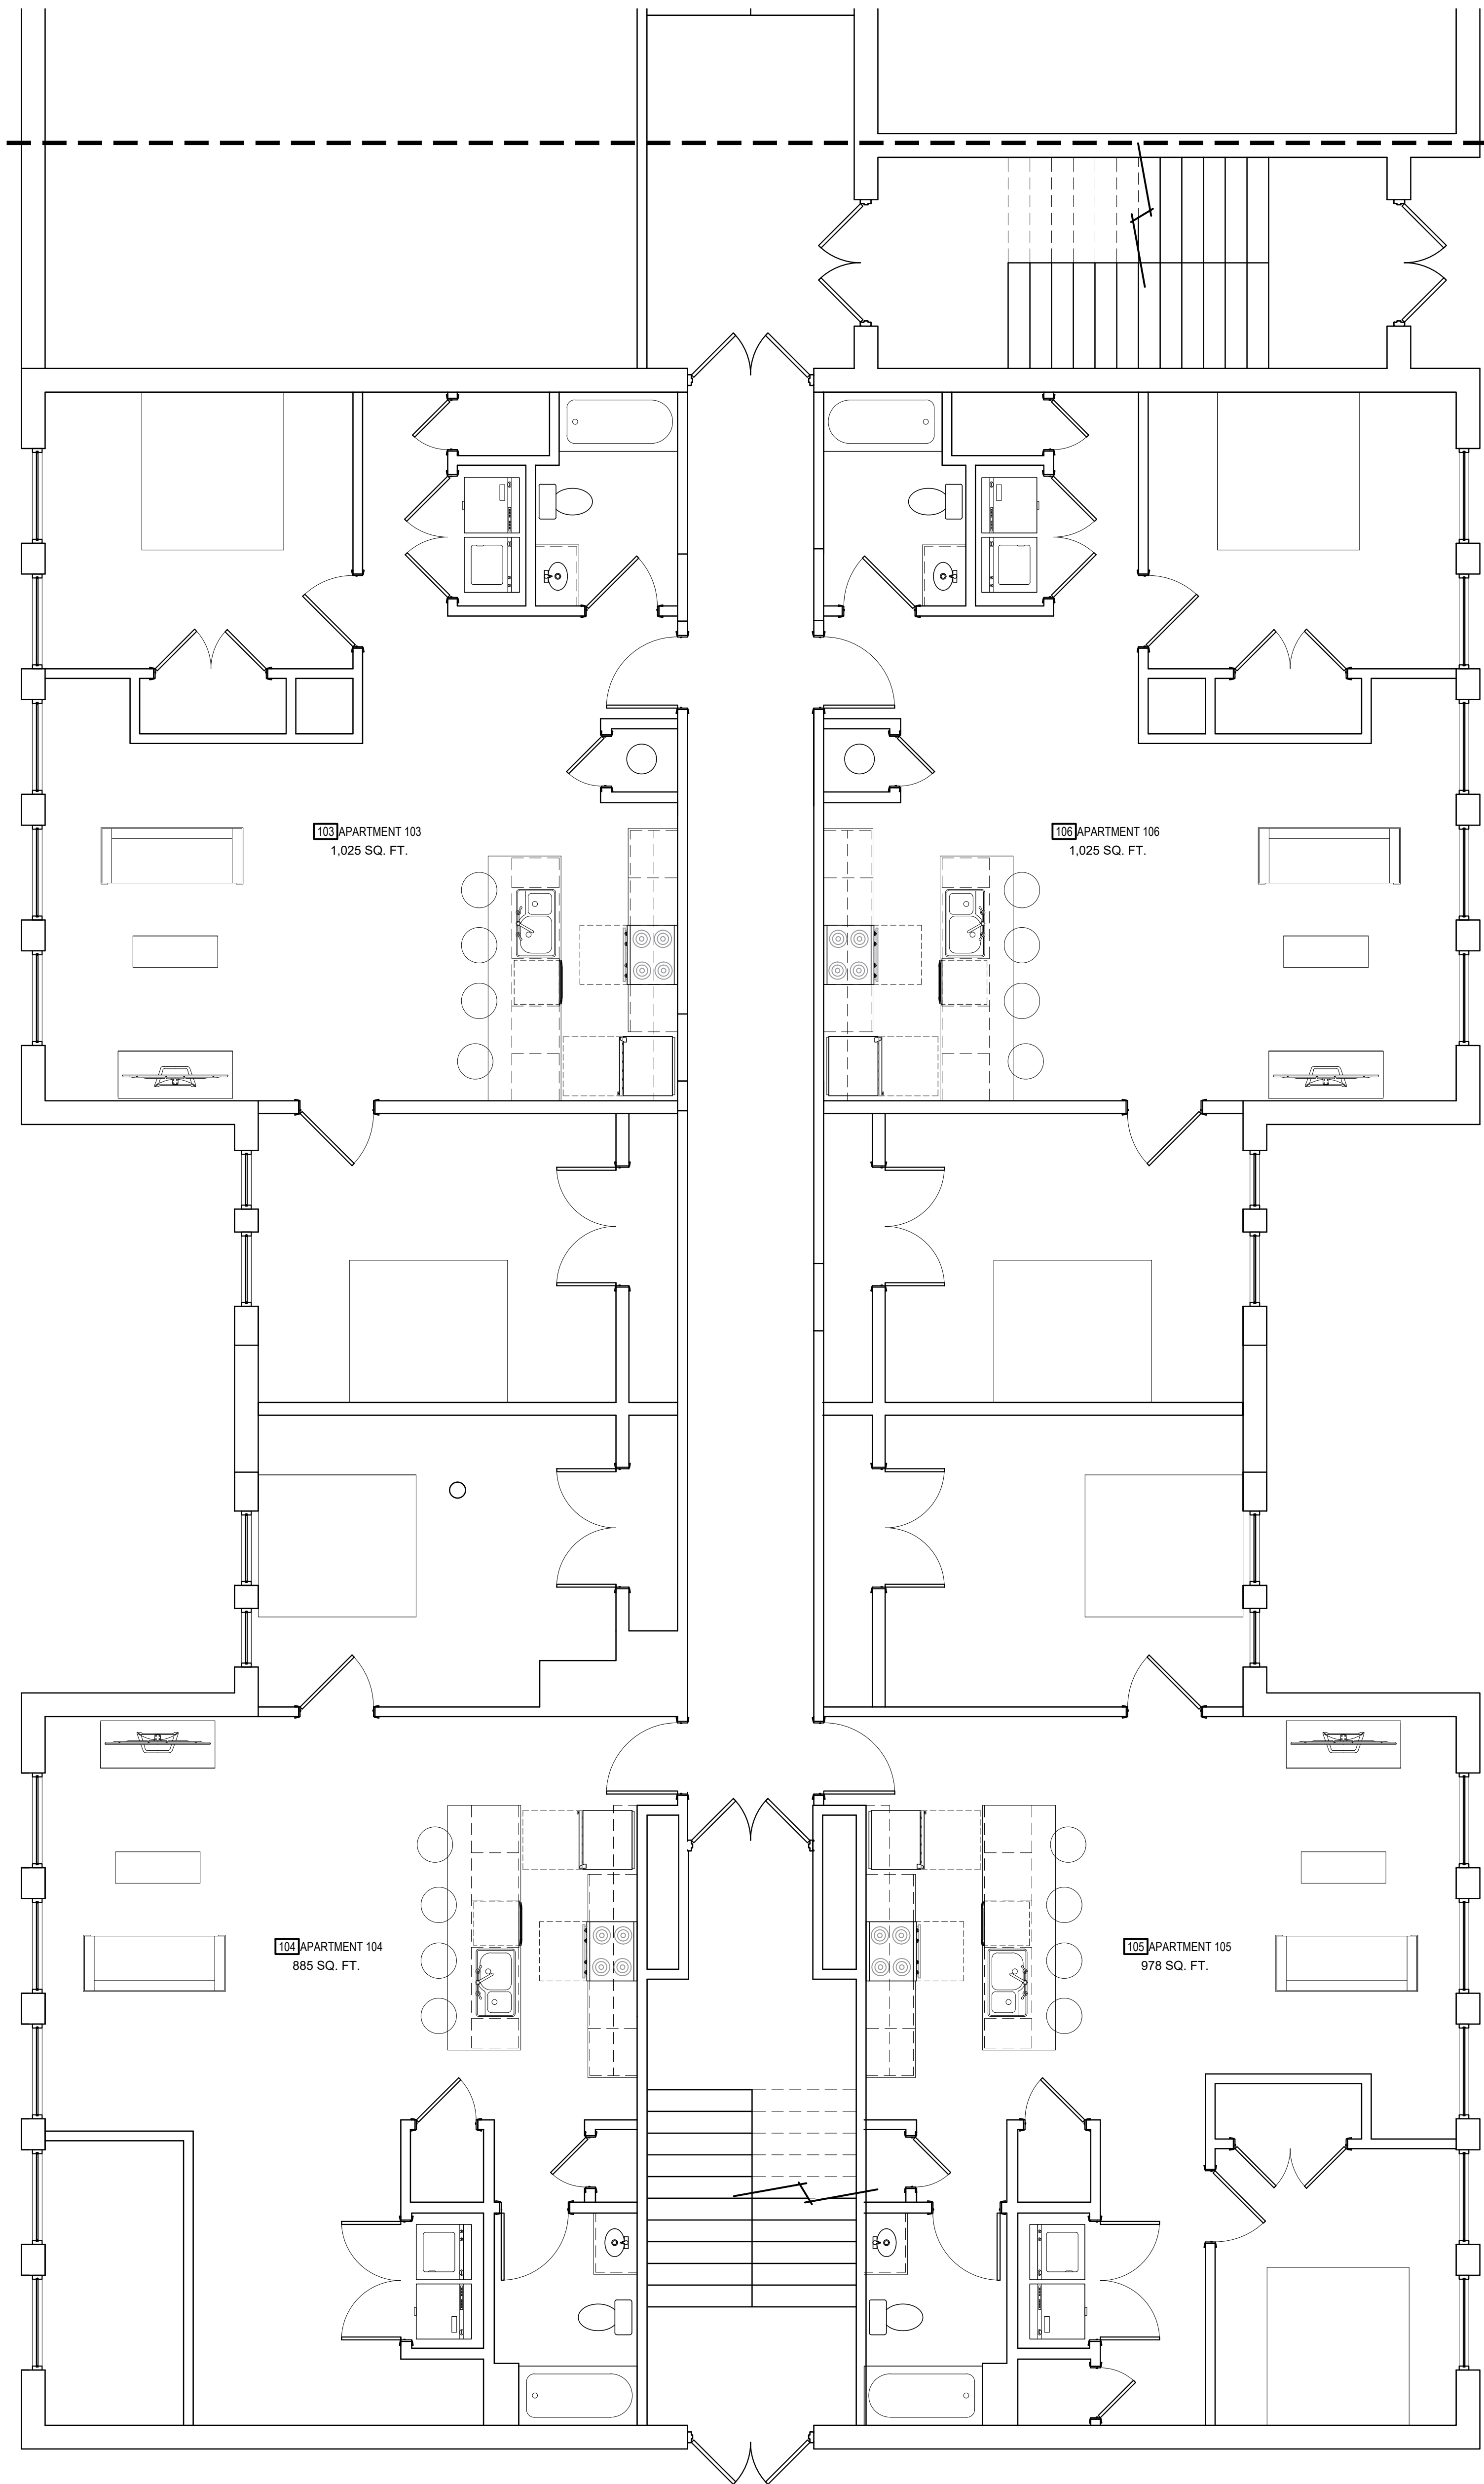 103 APARTMENT 103
1,025 SQ. FT.
106 APARTMENT 106
1,025 SQ. FT.
104 APARTMENT 104
885 SQ. FT.
105 APARTMENT 105
978 SQ. FT.